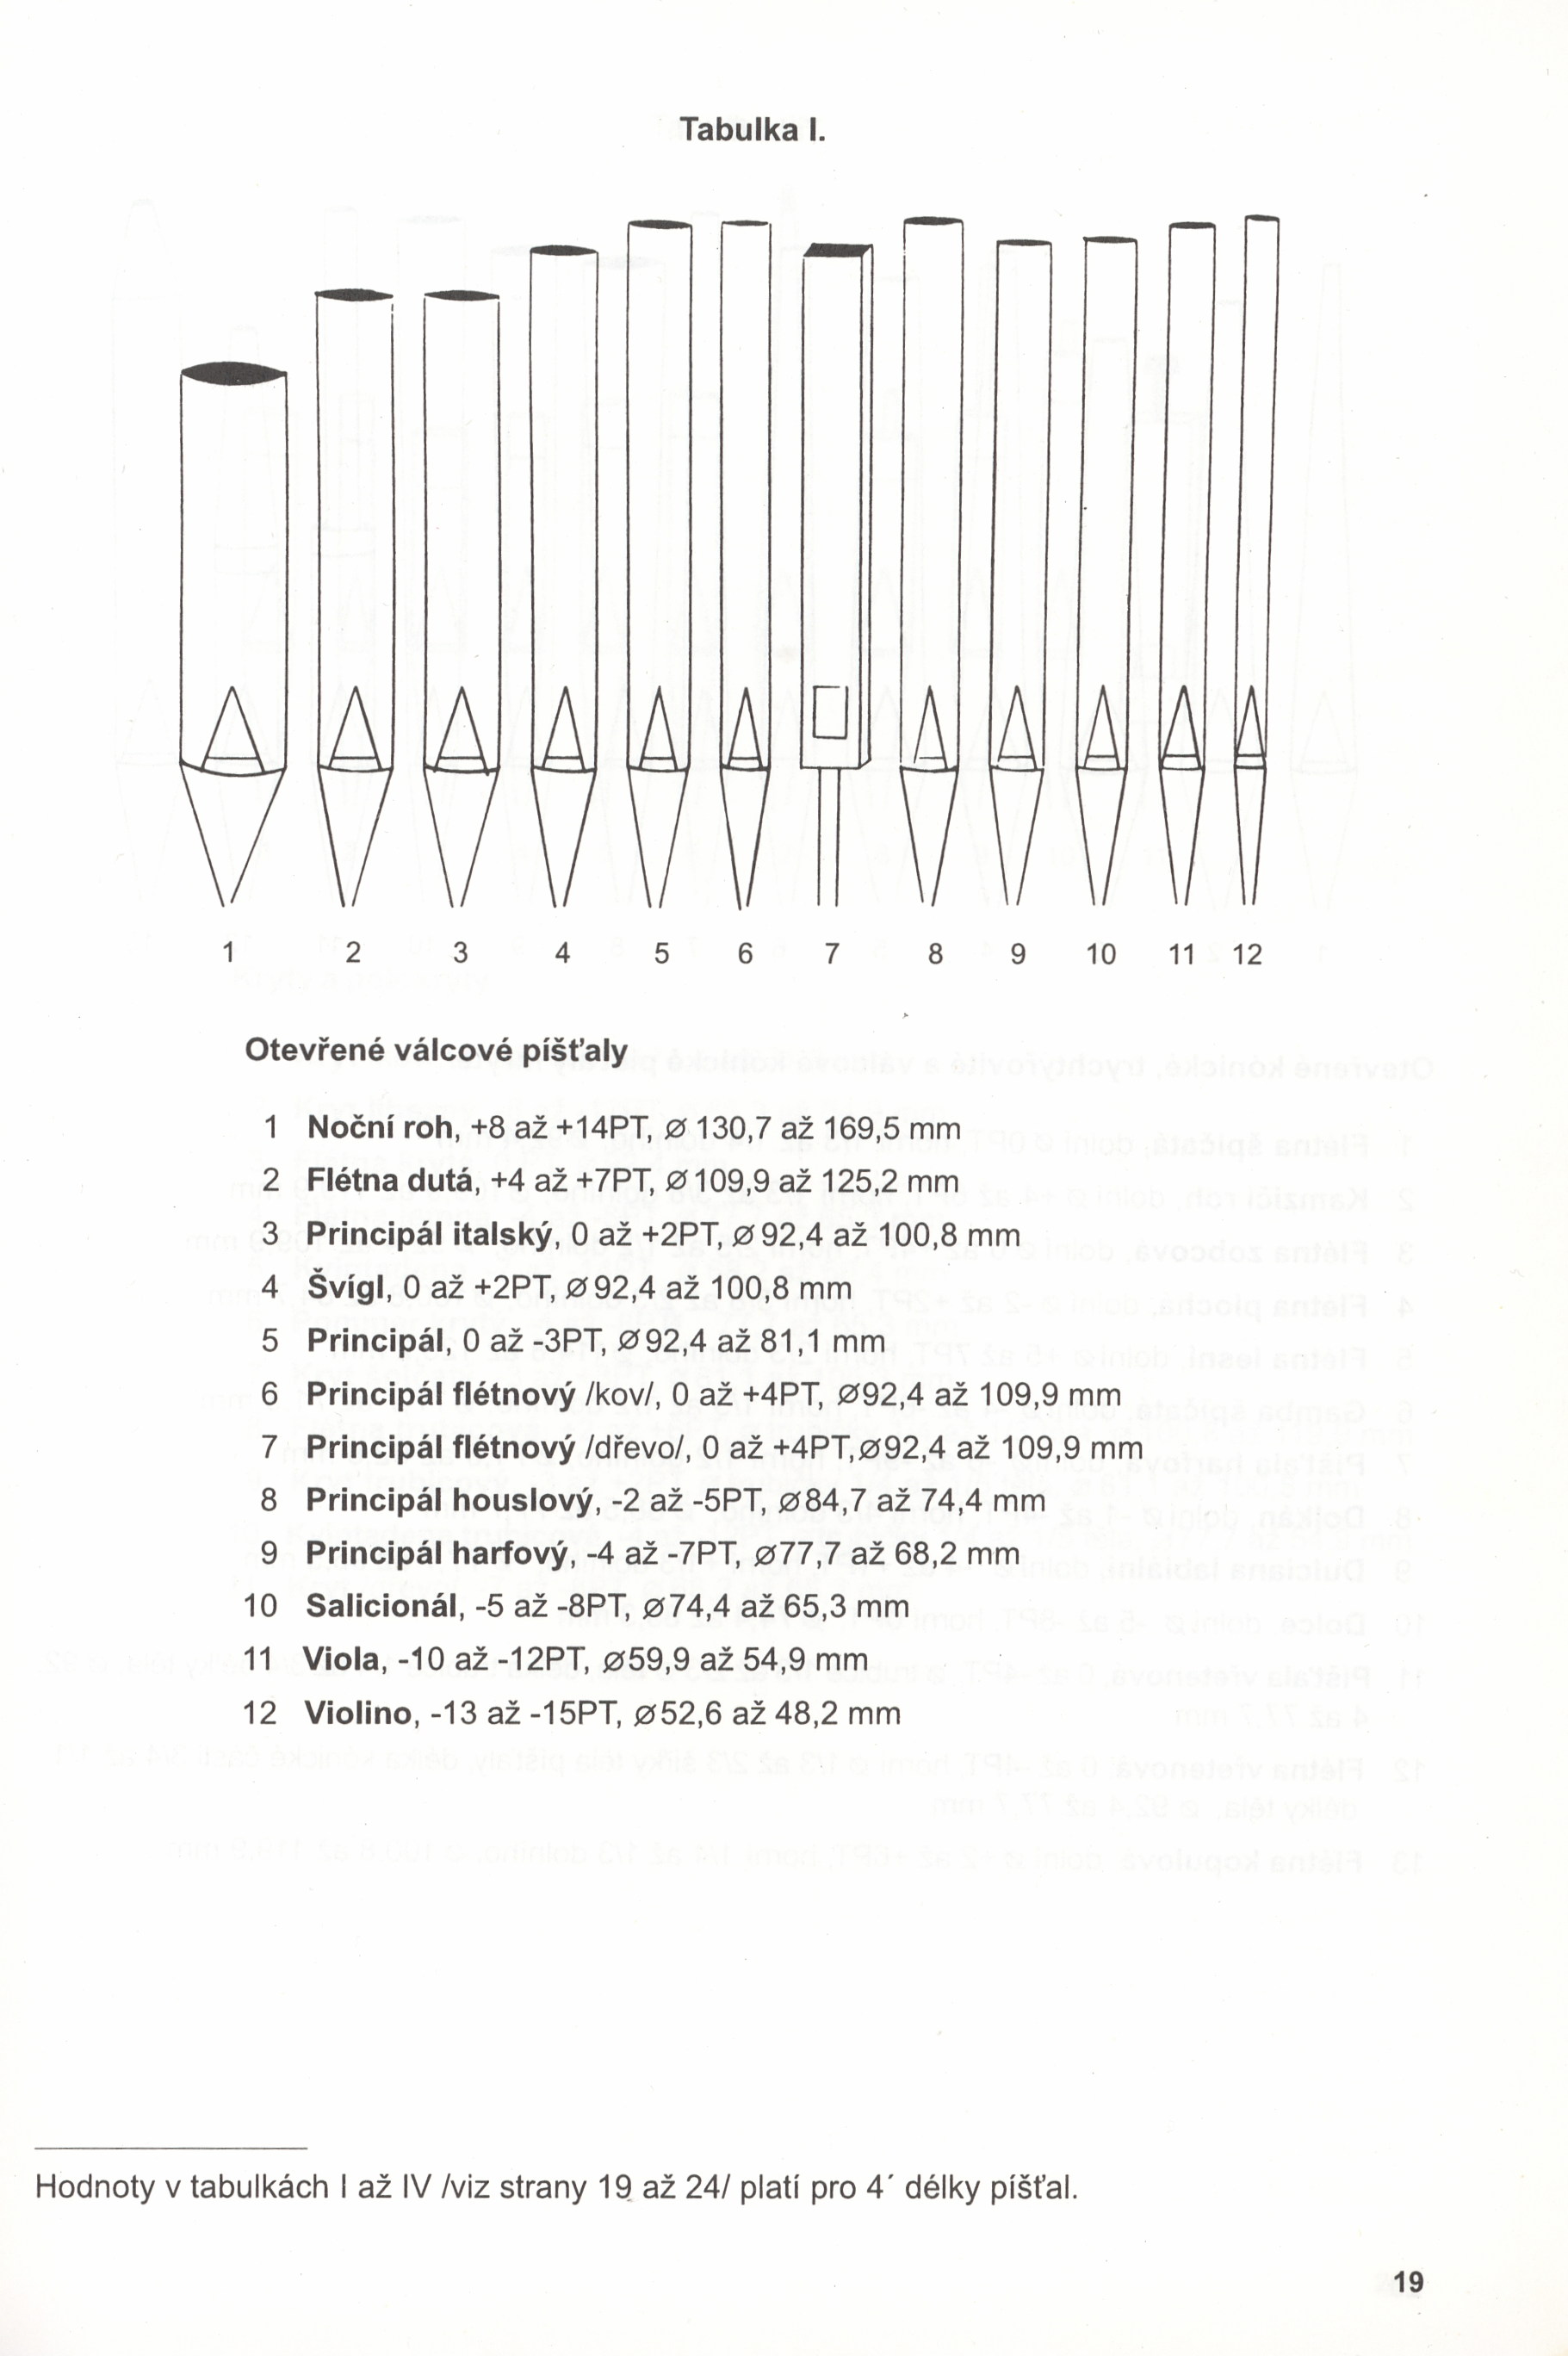 Tabulka I.
1 2 3 4 5 6 7 8 9 10 11 12
Otevřené válcové píšťaly
1 Noční roh, +8 až +14PT, ⌀ 130,7 až 169,5 mm
2 Flétna dutá, +4 až +7PT, ⌀ 109,9 až 125,2 mm
3 Principál italský, 0 až +2PT, ⌀ 92,4 až 100,8 mm
4 Švígl, 0 až +2PT, ⌀ 92,4 až 100,8 mm
5 Principál, 0 až -3PT, ⌀ 92,4 až 81,1 mm
6 Principál flétnový /kov/, 0 až +4PT, ⌀92,4 až 109,9 mm
7 Principál flétnový /dřevo/, 0 až +4PT,⌀92,4 až 109,9 mm
8 Principál houslový, -2 až -5PT, ⌀84,7 až 74,4 mm
9 Principál harfový, -4 až -7PT, ⌀77,7 až 68,2 mm
10 Salicionál, -5 až -8PT, ⌀74,4 až 65,3 mm
11 Viola, -10 až -12PT, ⌀59,9 až 54,9 mm
12 Violino, -13 až -15PT, ⌀52,6 až 48,2 mm
Hodnoty v tabulkách I až IV /viz strany 19 až 24/ platí pro 4´ délky píšťal.
19